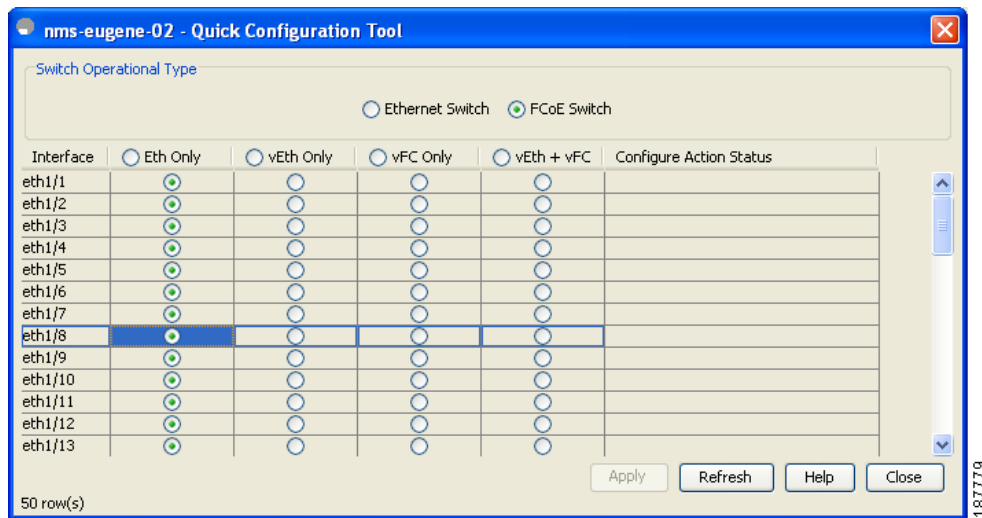 nms-eugene-02 - Quick Configuration Tool
Switch Operational Type
Ethernet Switch FCoE Switch
Interface Eth Only vEth Only vFC Only vEth + vFC Configure Action Status
eth1/1
eth1/2
eth1/3
eth1/4
eth1/5
eth1/6
eth1/7
eth1/8
eth1/9
eth1/10
eth1/11
eth1/12
eth1/13
Apply Refresh Help Close
50 row(s)
187779